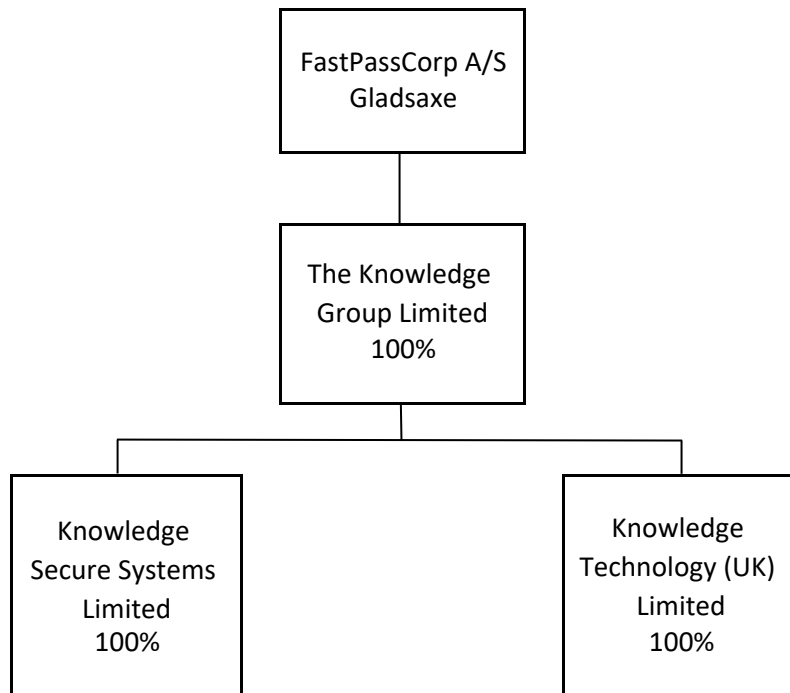 FastPassCorp A/S
Gladsaxe
The Knowledge
Group Limited
100%
Knowledge
Secure Systems
Limited
100%
Knowledge
Technology (UK)
Limited
100%